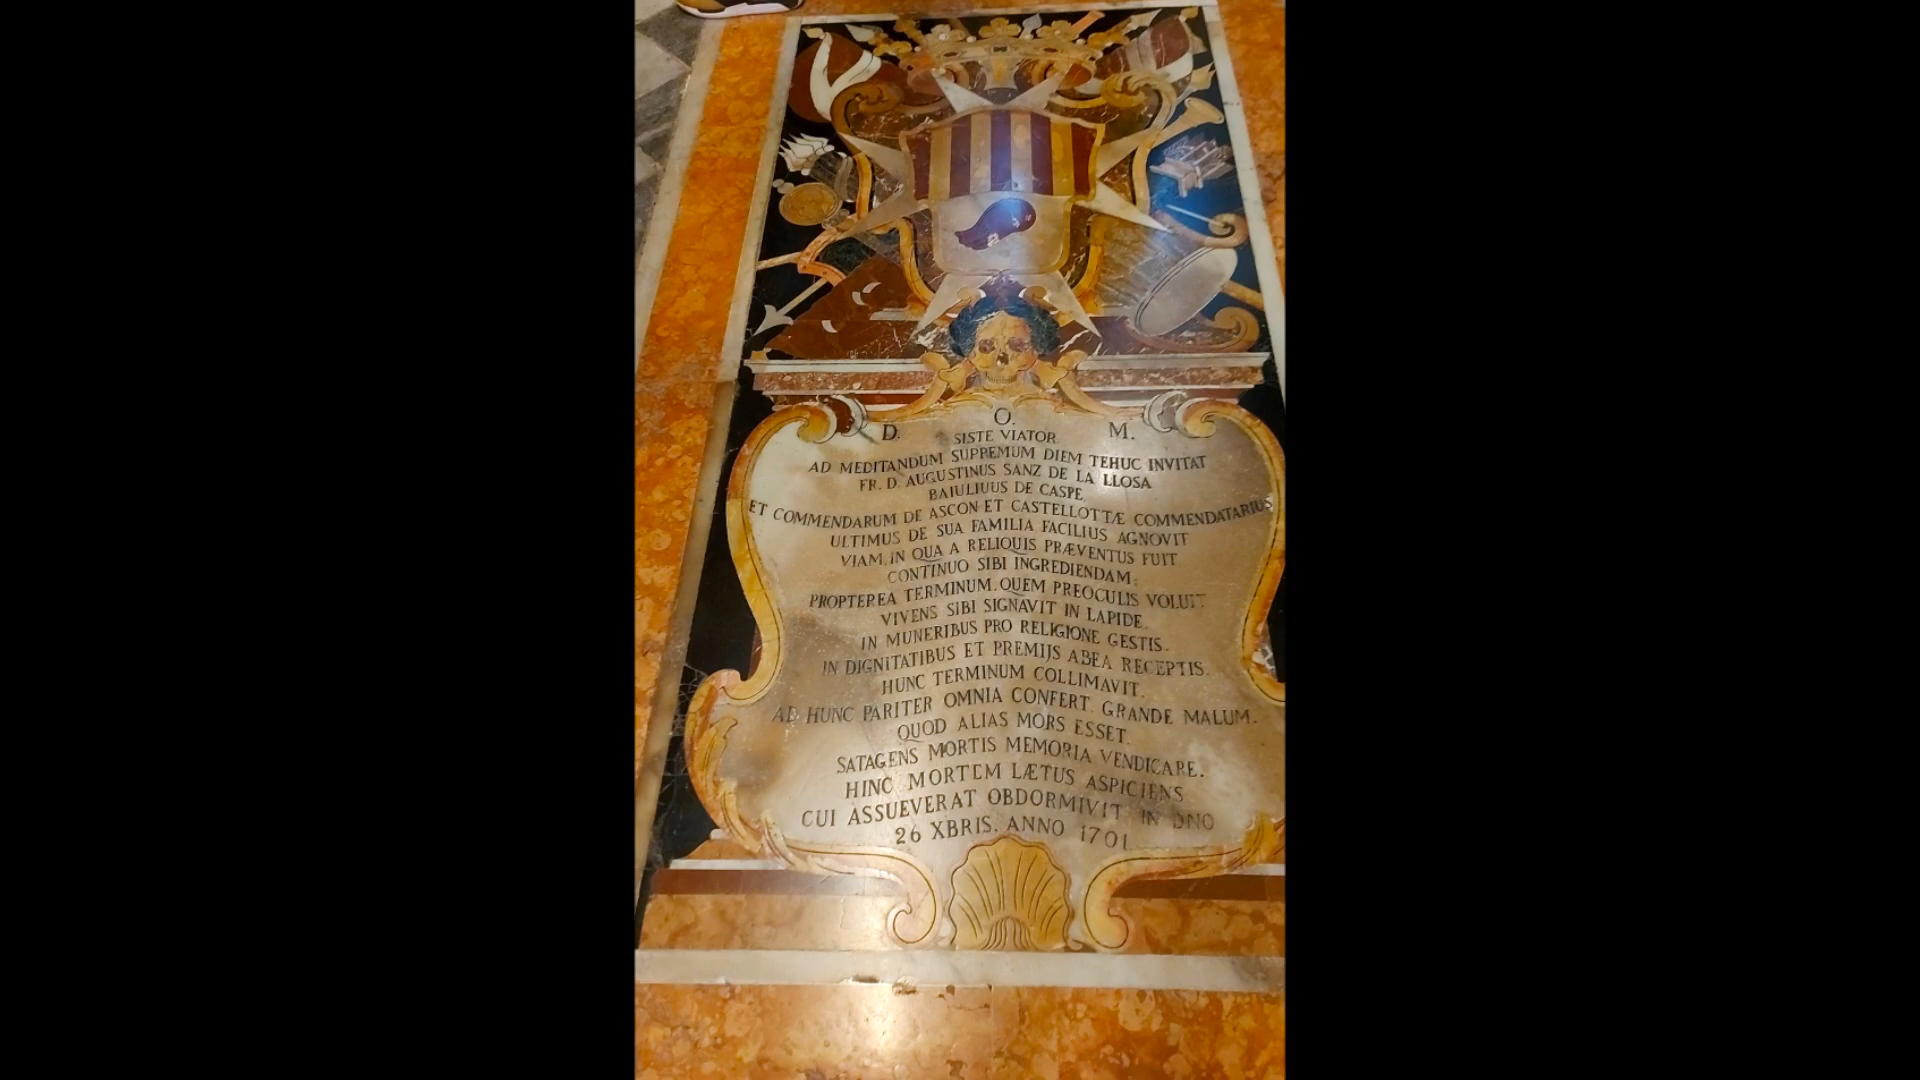 D. O. M.
SISTE VIATOR
AD MEDITANDUM SUPREMUM DIEM TEHUC INVITAT
FR. D. AUGUSTINUS SANZ DE LA LLOSA
BAIULIUUS DE CASPE
ET COMMENDARUM DE ASCON ET CASTELLOTTÆ COMMENDATARIUS
ULTIMUS DE SUA FAMILIA FACILIUS AGNOVIT
VIAM, IN QUA A RELIQUIS PRÆVENTUS FUIT
CONTINUO SIBI INGREDIENDAM;
PROPTEREA TERMINUM, QUEM PREOCULIS VOLUIT
VIVENS SIBI SIGNAVIT IN LAPIDE.
IN MUNERIBUS PRO RELIGIONE GESTIS.
IN DIGNITATIBUS ET PREMIJS ABEA RECEPTIS.
HUNC TERMINUM COLLIMAVIT.
AD HUNC PARITER OMNIA CONFERT. GRANDE MALUM.
QUOD ALIAS MORS ESSET.
SATAGENS MORTIS MEMORIA VENDICARE.
HINC MORTEM LÆTUS ASPICIENS
CUI ASSUEVERAT OBDORMIVIT IN DNO
26 XBRIS. ANNO 1701